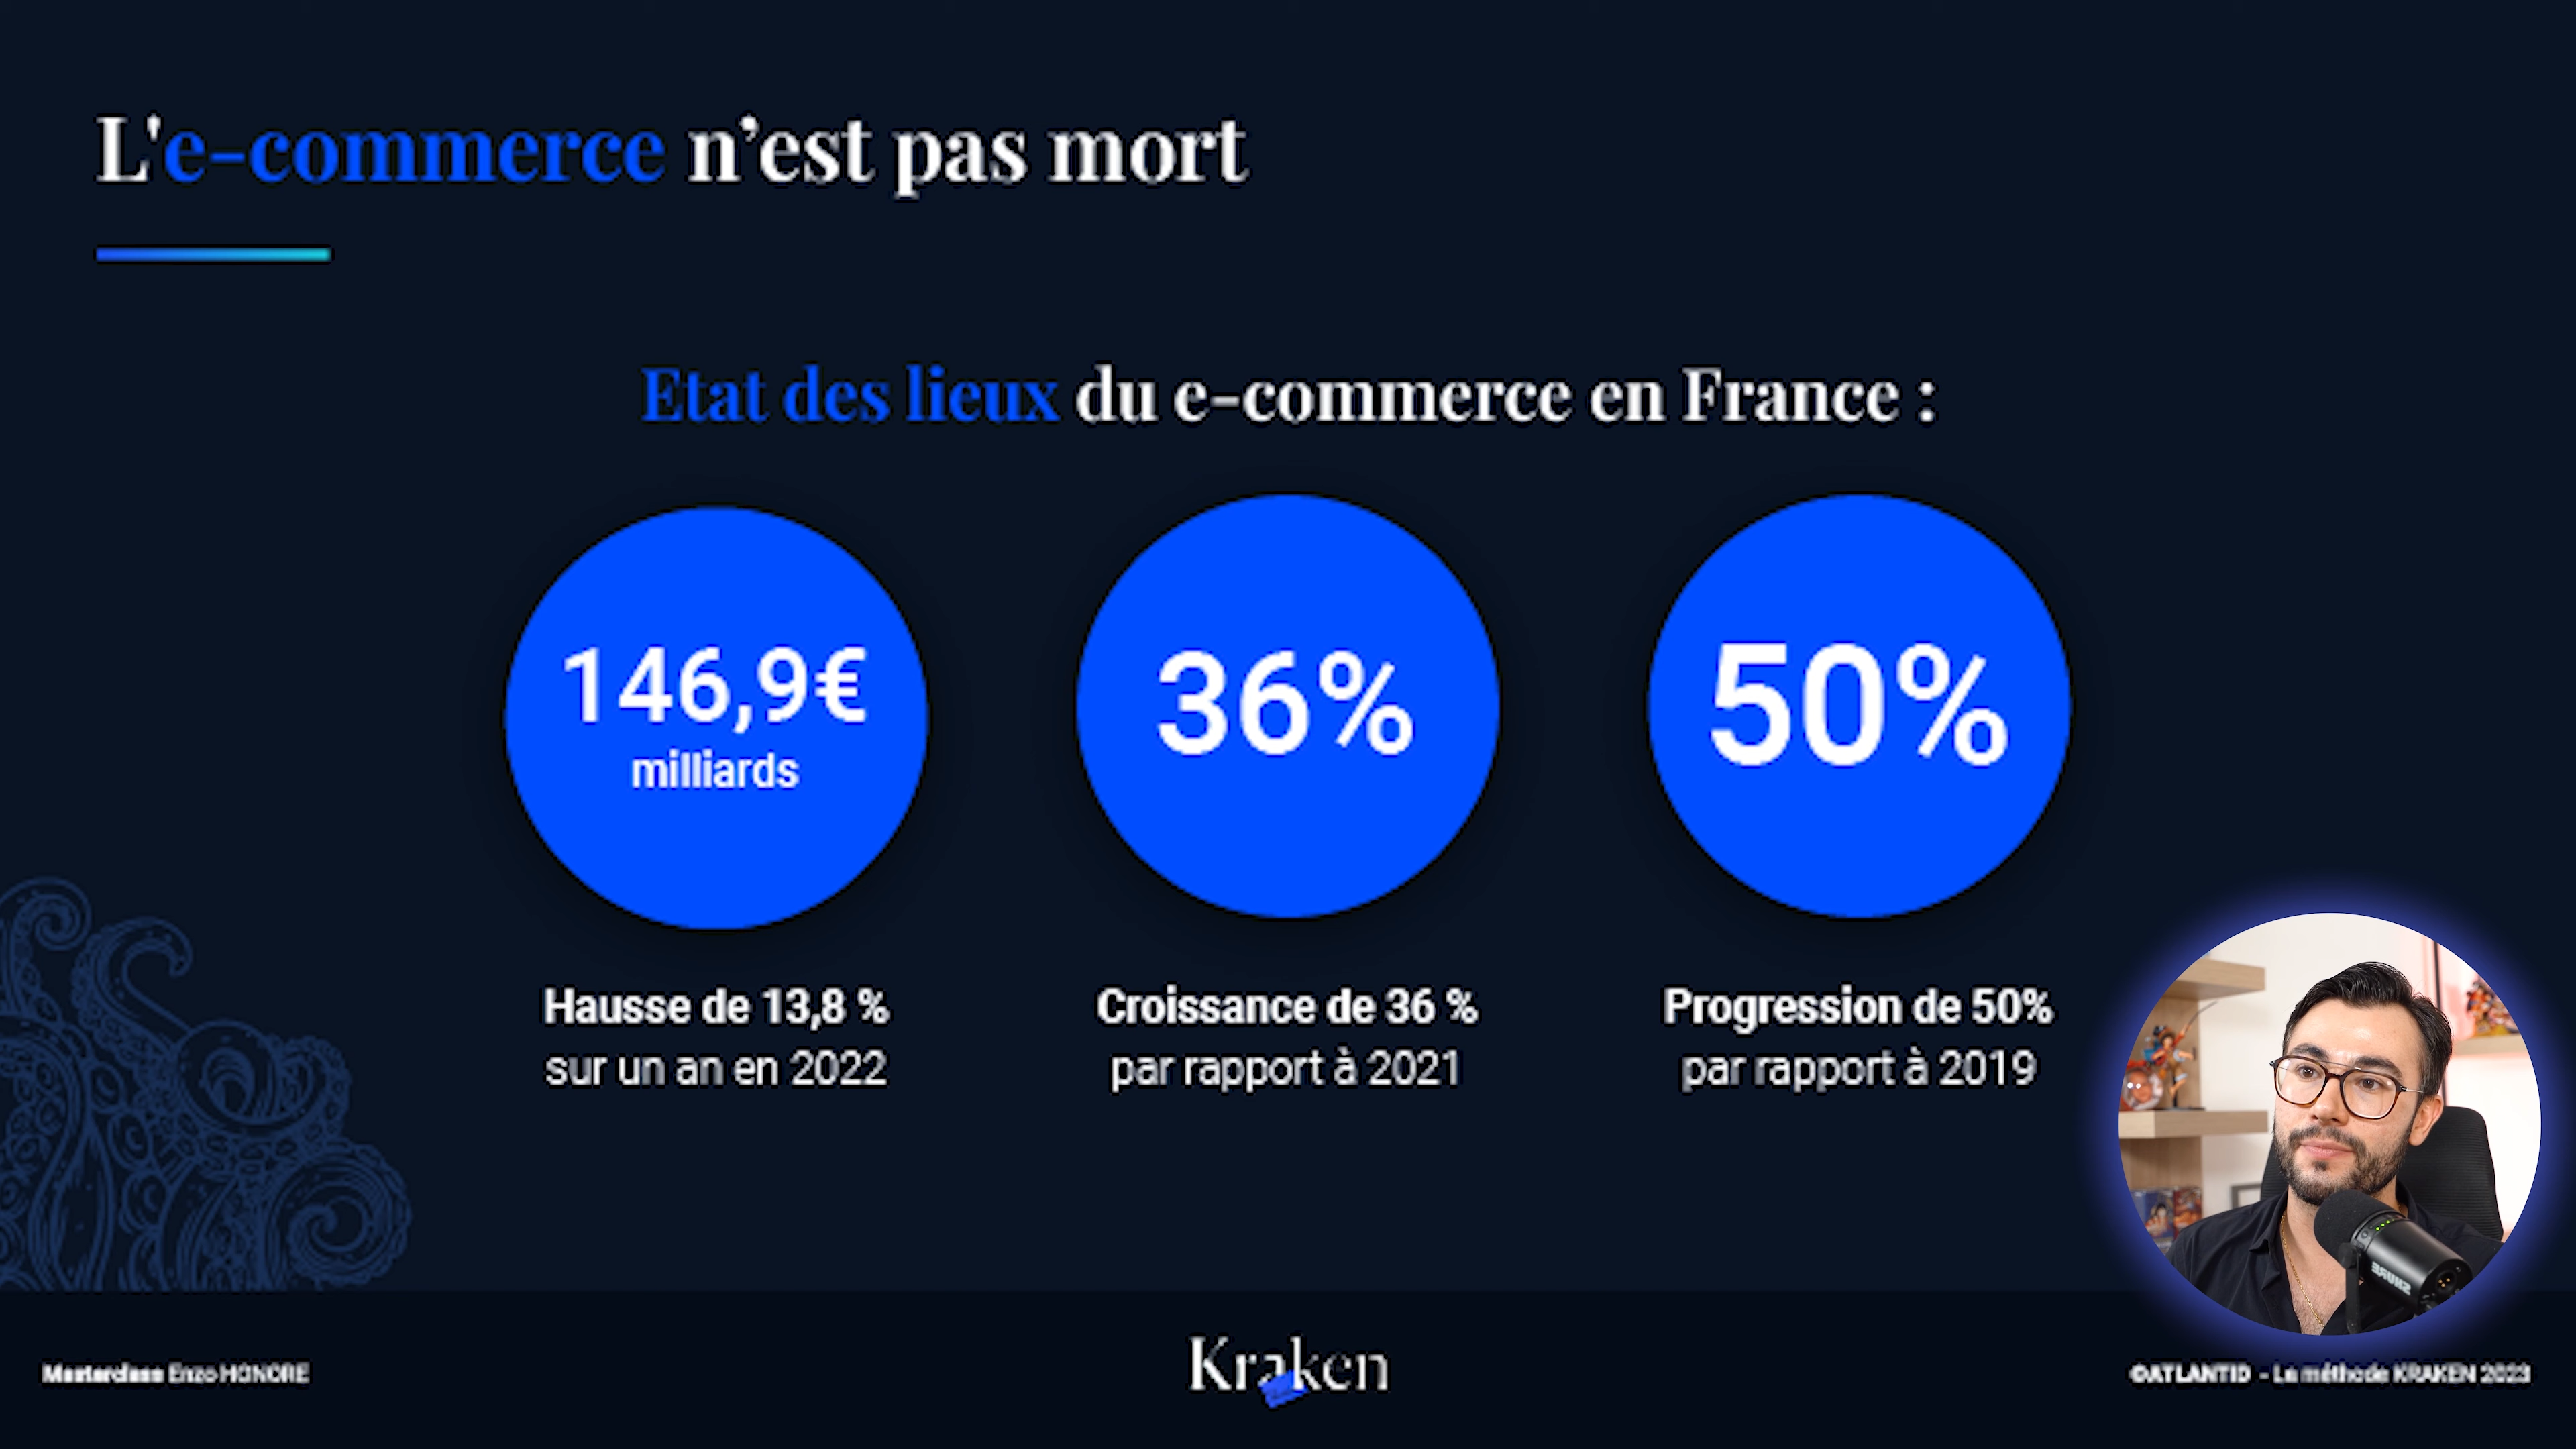 L'e-commerce n’est pas mort
Etat des lieux du e-commerce en France :
146,9€
milliards
36%
50%
Hausse de 13,8 %
sur un an en 2022
Croissance de 36 %
par rapport à 2021
Progression de 50%
par rapport à 2019
SHURE
Masterclass Enzo HONORE
Kraken
©ATLANTID - La méthode KRAKEN 2023